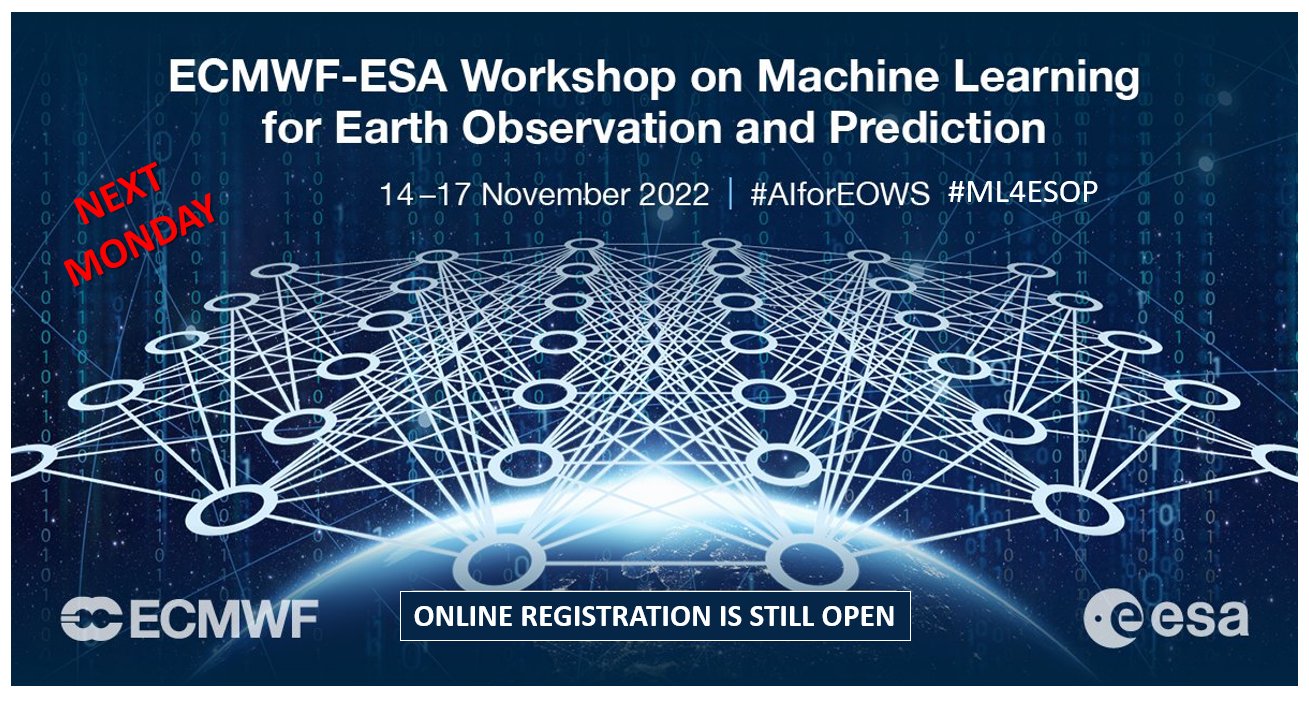 ECMWF-ESA Workshop on Machine Learning
for Earth Observation and Prediction
NEXT
MONDAY
14–17 November 2022 | #AIforEOWS #ML4ESOP
ECMWF
ONLINE REGISTRATION IS STILL OPEN
esa